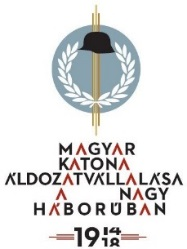 MAGYAR
KATONA
ÁLDOZATVÁLLALÁSA
A NAGY
HÁBORÚBAN
1914
18